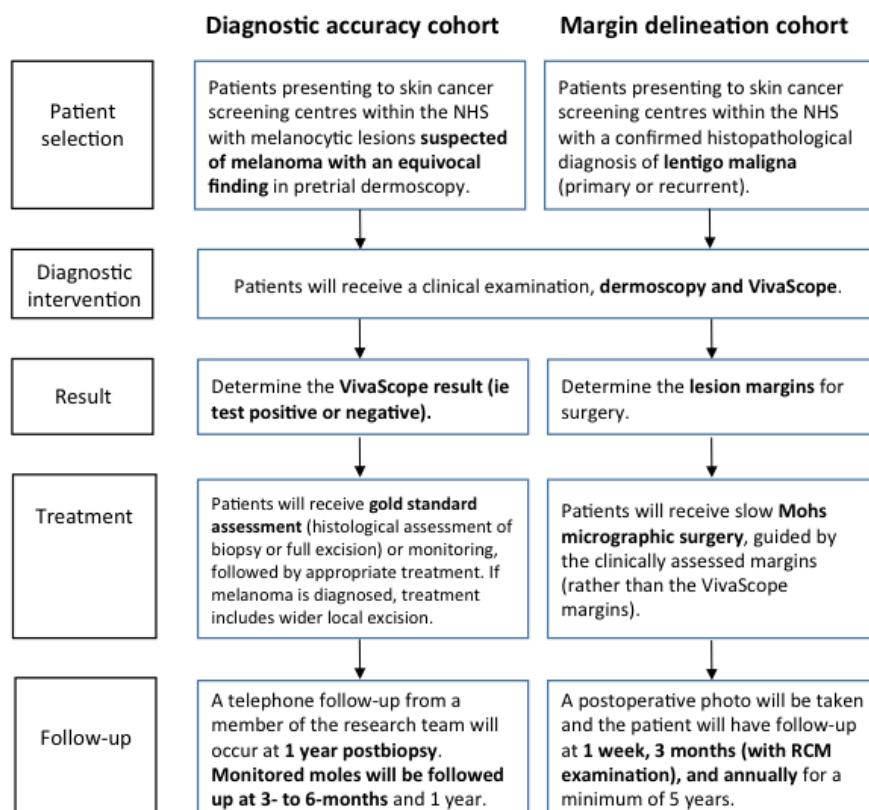 Diagnostic accuracy cohort
Margin delineation cohort
Patient
selection
Patients presenting to skin cancer
screening centres within the NHS
with melanocytic lesions suspected
of melanoma with an equivocal
finding in pretrial dermoscopy.
Patients presenting to skin cancer
screening centres within the NHS
with a confirmed histopathological
diagnosis of lentigo maligna
(primary or recurrent).
Diagnostic
intervention
Patients will receive a clinical examination, dermoscopy and VivaScope.
Result
Determine the VivaScope result (ie
test positive or negative).
Determine the lesion margins for
surgery.
Treatment
Patients will receive gold standard
assessment (histological assessment of
biopsy or full excision) or monitoring,
followed by appropriate treatment. If
melanoma is diagnosed, treatment
includes wider local excision.
Patients will receive slow Mohs
micrographic surgery, guided by
the clinically assessed margins
(rather than the VivaScope
margins).
Follow-up
A telephone follow-up from a
member of the research team will
occur at 1 year postbiopsy.
Monitored moles will be followed
up at 3- to 6-months and 1 year.
A postoperative photo will be taken
and the patient will have follow-up
at 1 week, 3 months (with RCM
examination), and annually for a
minimum of 5 years.